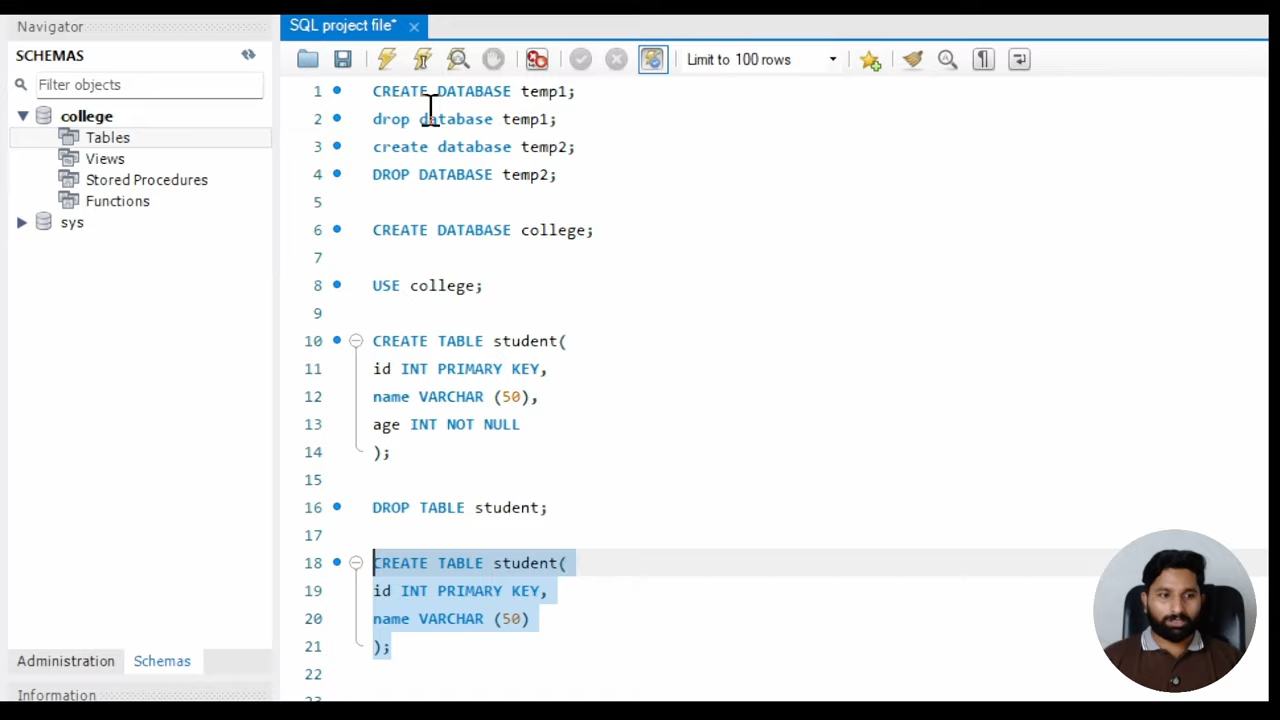 Navigator
SQL project file*
SCHEMAS
Limit to 100 rows
Filter objects
college
Tables
Views
Stored Procedures
Functions
sys
1 CREATE DATABASE temp1;
2 drop database temp1;
3 create database temp2;
4 DROP DATABASE temp2;
5
6 CREATE DATABASE college;
7
8 USE college;
9
10 CREATE TABLE student(
11 id INT PRIMARY KEY,
12 name VARCHAR (50),
13 age INT NOT NULL
14 );
15
16 DROP TABLE student;
17
18 CREATE TABLE student(
19 id INT PRIMARY KEY,
20 name VARCHAR (50)
21 );
22
23
Administration Schemas
Information